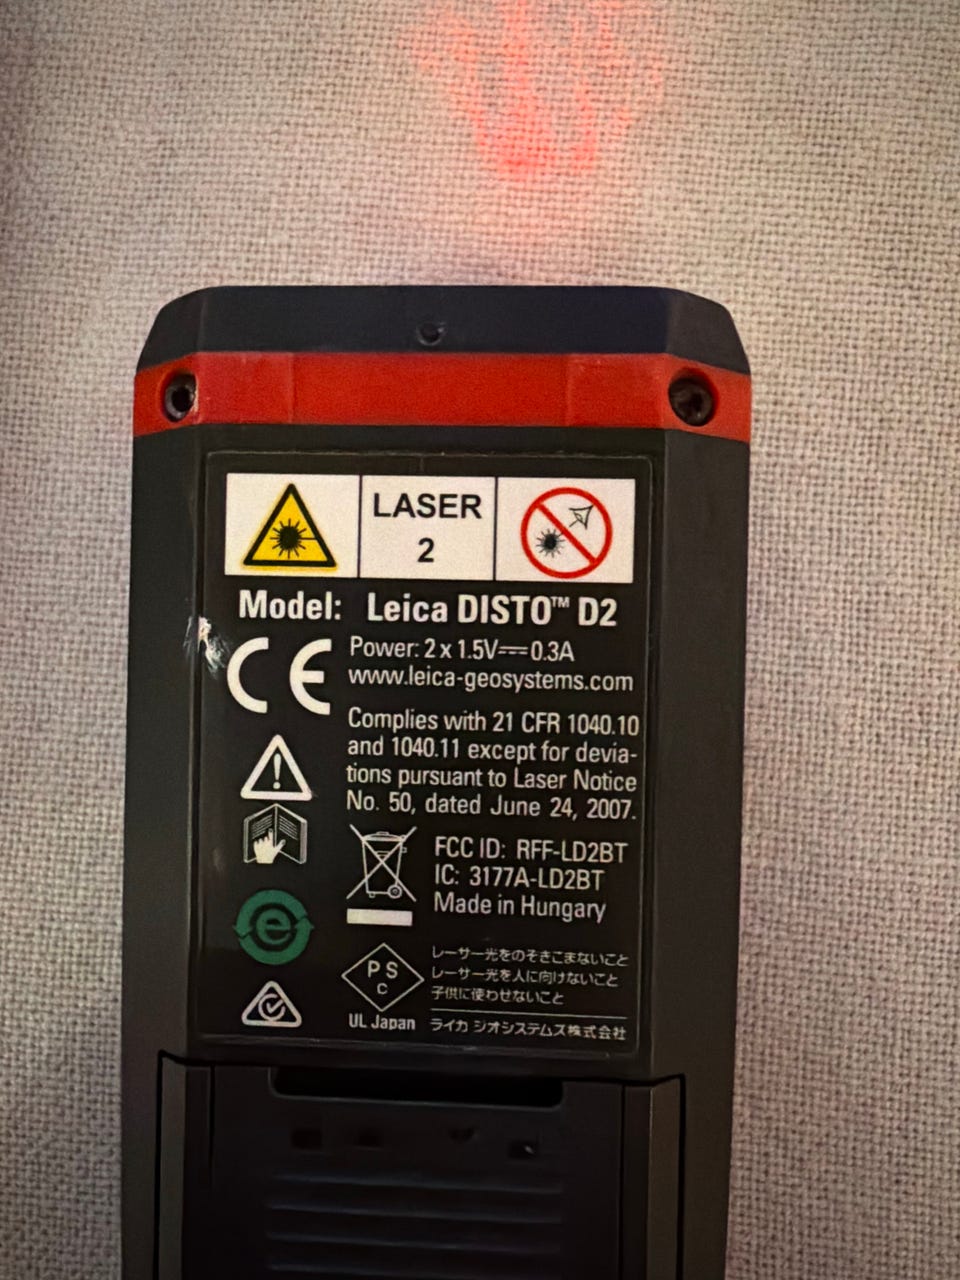 LASER
2
Model: Leica DISTO™ D2
CE
Power: 2 x 1.5V⎓0.3A
www.leica-geosystems.com
Complies with 21 CFR 1040.10
and 1040.11 except for devia-
tions pursuant to Laser Notice
No. 50, dated June 24, 2007.
FCC ID: RFF-LD2BT
IC: 3177A-LD2BT
Made in Hungary
e
PS
C
UL Japan
レーサー光をのそきこまないこと
レーサー光を人に向けないこと
子供に使わせないこと
ライカ ジオシステムス株式会社